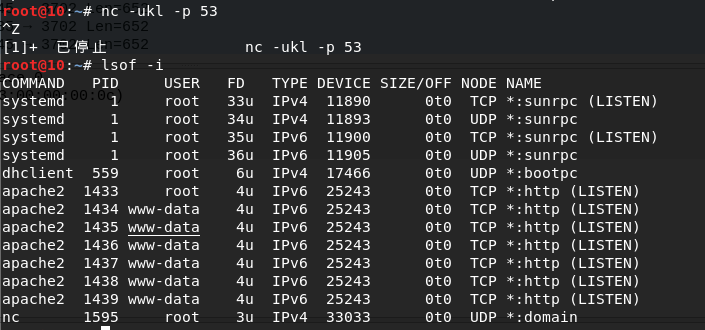 root@10:~# nc -ukl -p 53
^Z
[1]+  已停止               nc -ukl -p 53
root@10:~# lsof -i
COMMAND   PID     USER   FD   TYPE DEVICE SIZE/OFF NODE NAME
systemd     1     root   33u  IPv4  11890      0t0  TCP *:sunrpc (LISTEN)
systemd     1     root   34u  IPv4  11893      0t0  UDP *:sunrpc
systemd     1     root   35u  IPv6  11900      0t0  TCP *:sunrpc (LISTEN)
systemd     1     root   36u  IPv6  11905      0t0  UDP *:sunrpc
dhclient  559     root    6u  IPv4  17466      0t0  UDP *:bootpc
apache2  1433     root    4u  IPv6  25243      0t0  TCP *:http (LISTEN)
apache2  1434 www-data    4u  IPv6  25243      0t0  TCP *:http (LISTEN)
apache2  1435 www-data    4u  IPv6  25243      0t0  TCP *:http (LISTEN)
apache2  1436 www-data    4u  IPv6  25243      0t0  TCP *:http (LISTEN)
apache2  1437 www-data    4u  IPv6  25243      0t0  TCP *:http (LISTEN)
apache2  1438 www-data    4u  IPv6  25243      0t0  TCP *:http (LISTEN)
apache2  1439 www-data    4u  IPv6  25243      0t0  TCP *:http (LISTEN)
nc       1595     root    3u  IPv4  33033      0t0  UDP *:domain